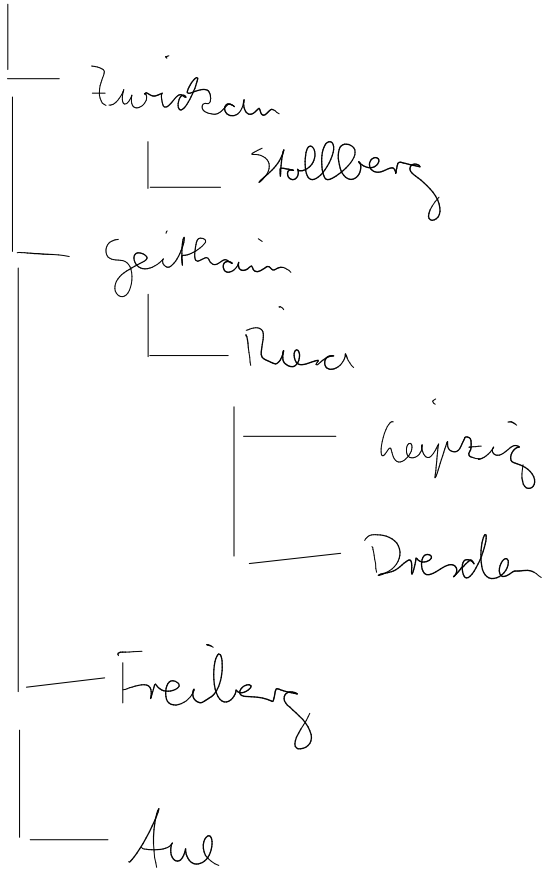 Zwickau
Stollberg
Geithain
Riesa
Leipzig
Dresden
Freiberg
Aue